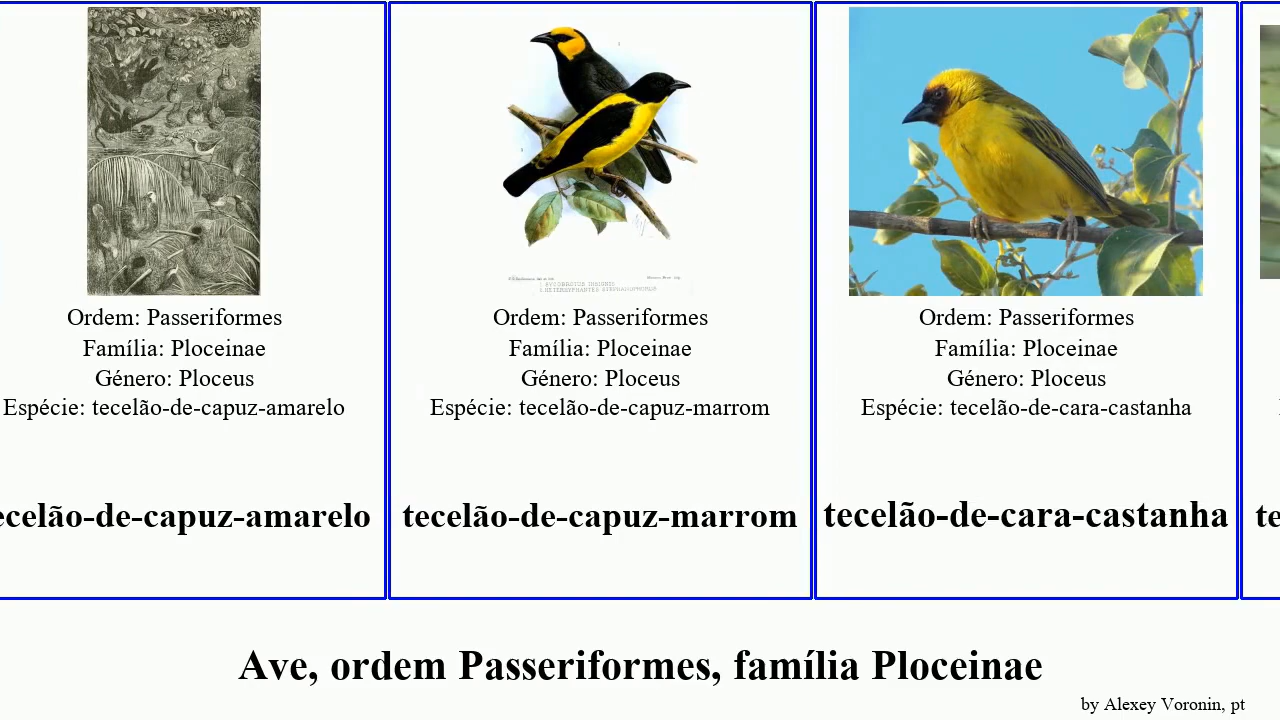 Ordem: Passeriformes
Família: Ploceinae
Género: Ploceus
Espécie: tecelão-de-capuz-amarelo
ecelão-de-capuz-amarelo
Ordem: Passeriformes
Família: Ploceinae
Género: Ploceus
Espécie: tecelão-de-capuz-marrom
tecelão-de-capuz-marrom
Ordem: Passeriformes
Família: Ploceinae
Género: Ploceus
Espécie: tecelão-de-cara-castanha
tecelão-de-cara-castanha
te
Ave, ordem Passeriformes, família Ploceinae
by Alexey Voronin, pt